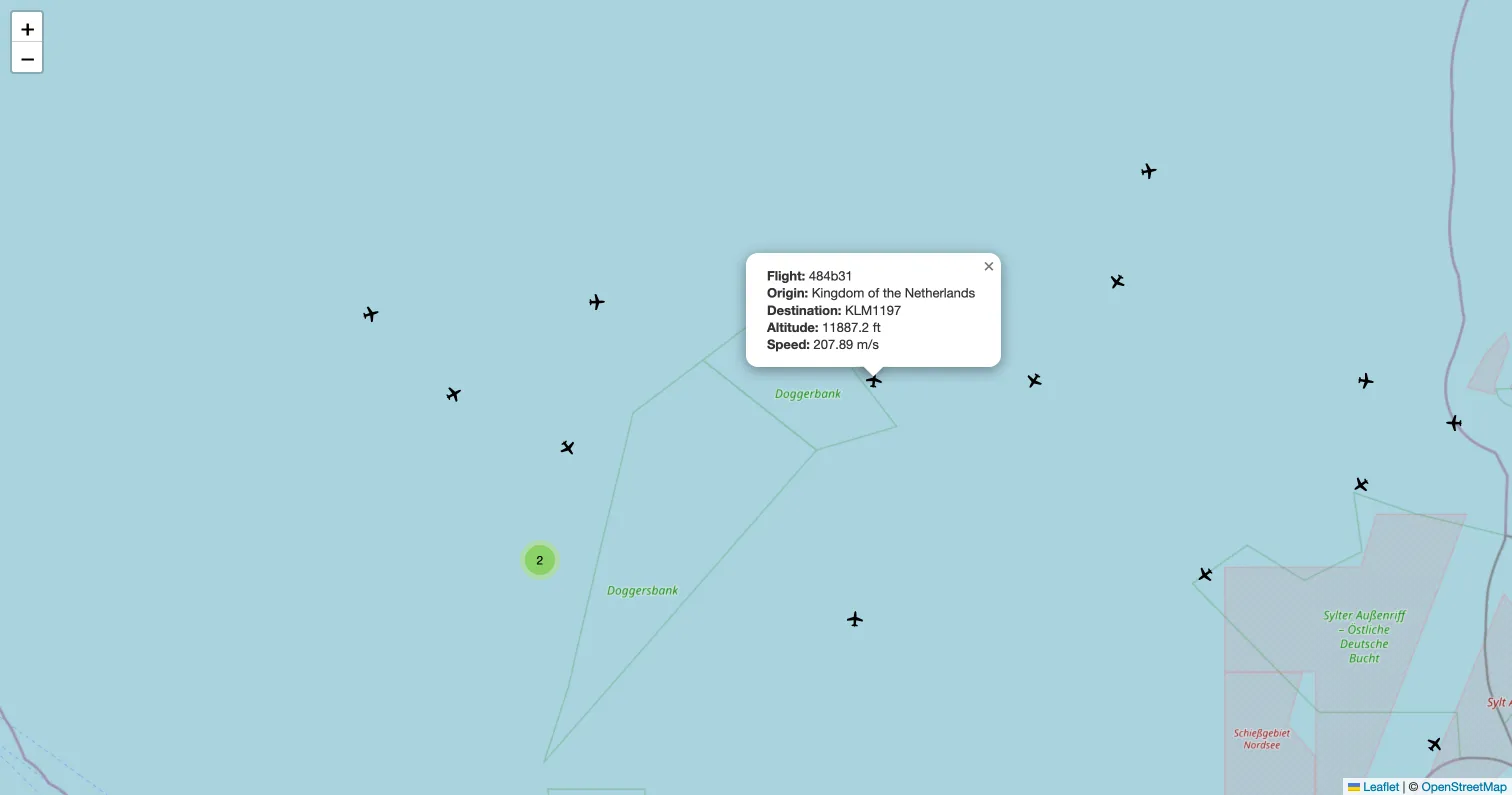 +
−
Flight: 484b31
Origin: Kingdom of the Netherlands
Destination: KLM1197
Altitude: 11887.2 ft
Speed: 207.89 m/s
×
Doggerbank
2
Doggersbank
Sylter Außenriff
– Östliche
Deutsche
Bucht
Sylt
Schießgebiet
Nordsee
Leaflet | © OpenStreetMap